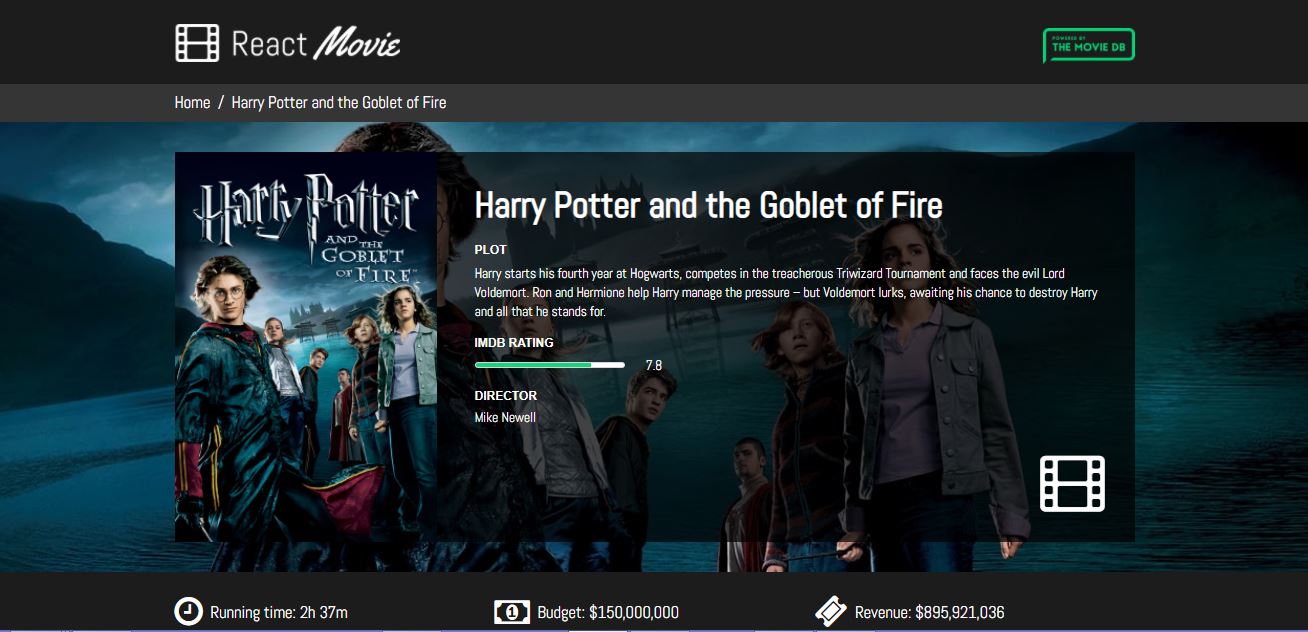 React Movie
POWERED BY
THE MOVIE DB
Home / Harry Potter and the Goblet of Fire
Harry Potter
AND THE
GOBLET
OF FIRE
Harry Potter and the Goblet of Fire
PLOT
Harry starts his fourth year at Hogwarts, competes in the treacherous Triwizard Tournament and faces the evil Lord
Voldemort. Ron and Hermione help Harry manage the pressure – but Voldemort lurks, awaiting his chance to destroy Harry
and all that he stands for.
IMDB RATING
7.8
DIRECTOR
Mike Newell
Running time: 2h 37m
1
Budget: $150,000,000
Revenue: $895,921,036